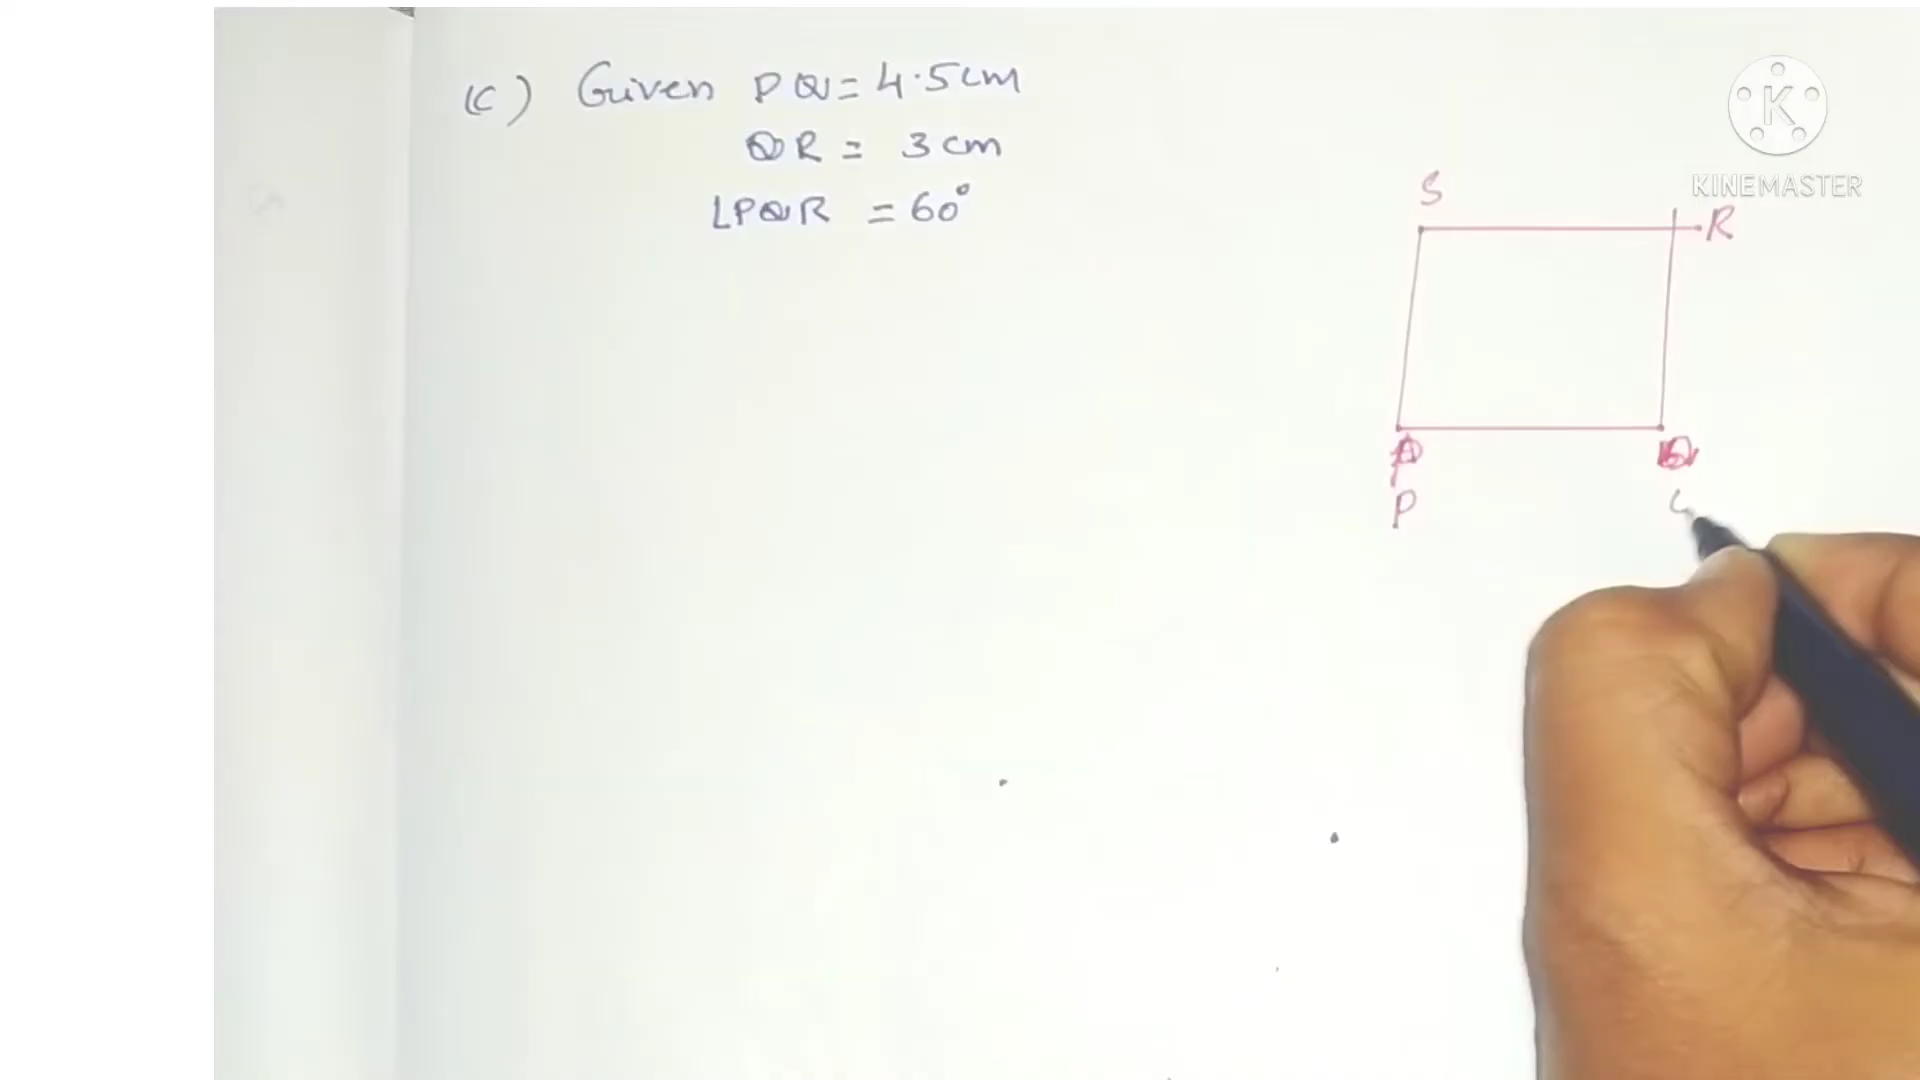 (c) Given PQ = 4.5cm
QR = 3 cm
∠PQR = 60°
K
KINEMASTER
S
R
P